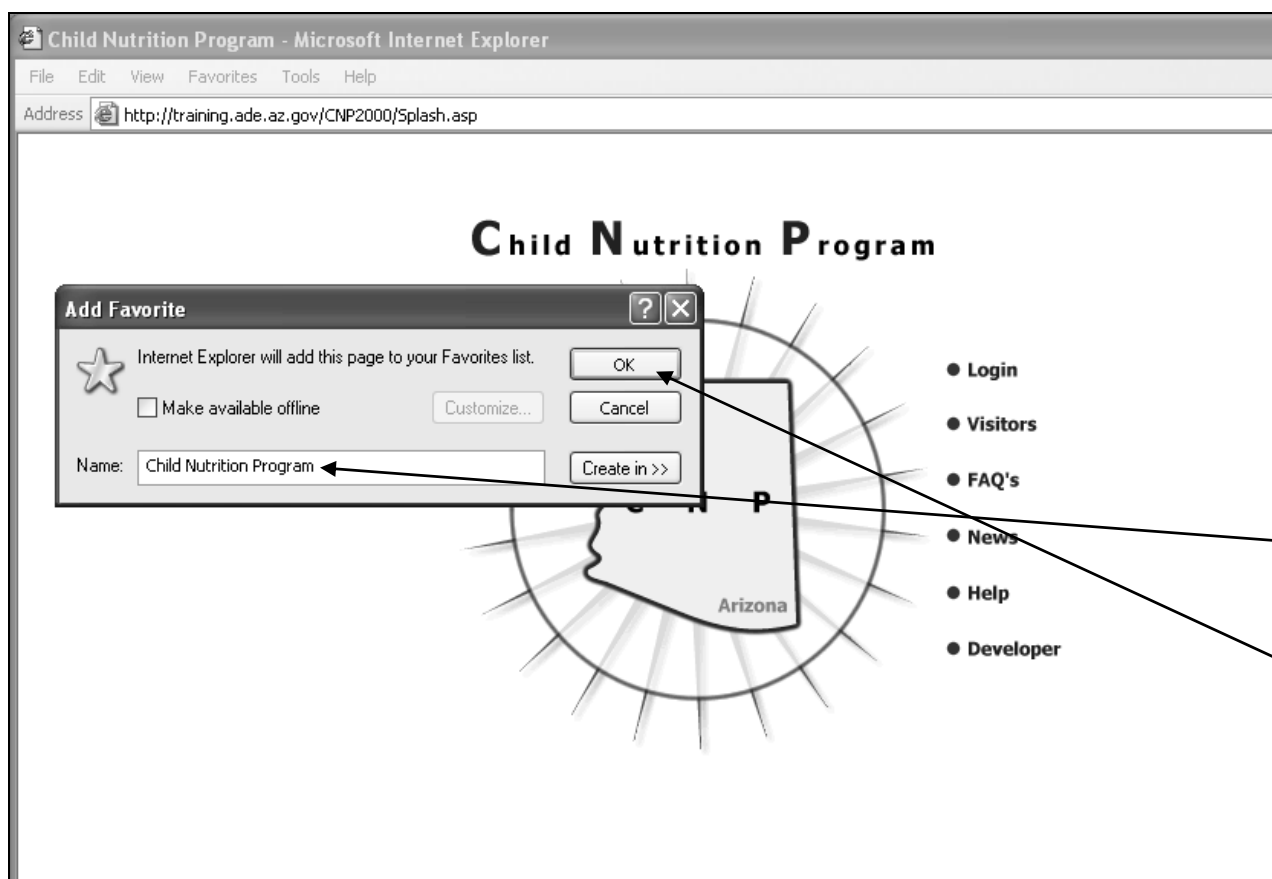 Child Nutrition Program - Microsoft Internet Explorer
File Edit View Favorites Tools Help
Address http://training.ade.az.gov/CNP2000/Splash.asp
Child Nutrition Program
Add Favorite
Internet Explorer will add this page to your Favorites list.
OK
Make available offline
Customize...
Cancel
Name: Child Nutrition Program
Create in >>
C N P
Arizona
Login
Visitors
FAQ's
News
Help
Developer